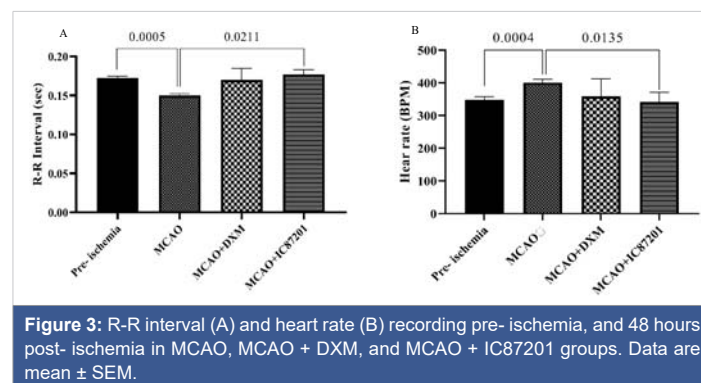 A
0.0005
0.0211
R-R Interval (sec)
0.20
0.15
0.10
0.05
0.00
Pre- ischemia
MCAO
MCAO+DXM
MCAO+IC87201
B
0.0004
0.0135
Hear rate (BPM)
500
400
300
200
100
0
Pre- ischemia
MCAO
MCAO+DXM
MCAO+IC87201
Figure 3: R-R interval (A) and heart rate (B) recording pre- ischemia, and 48 hours
post- ischemia in MCAO, MCAO + DXM, and MCAO + IC87201 groups. Data are
mean ± SEM.